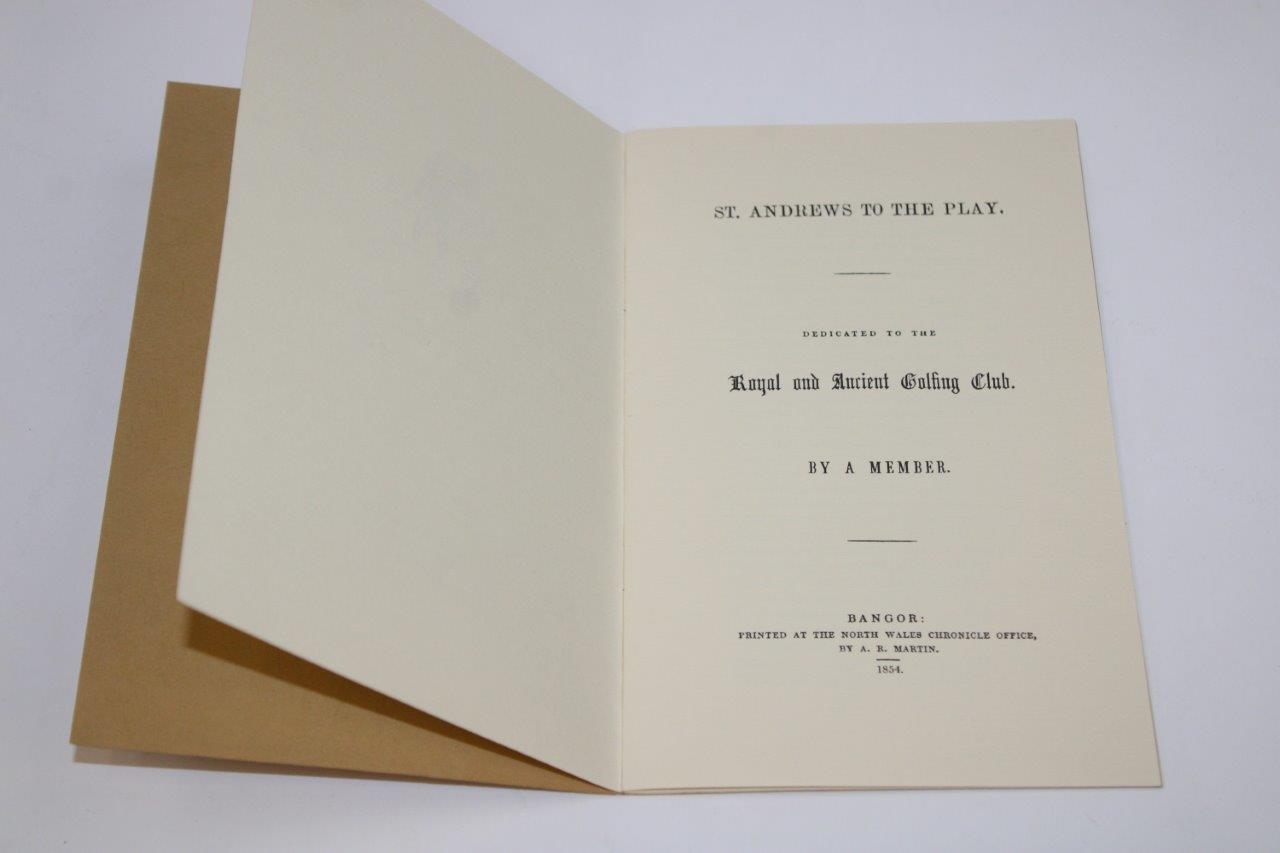 ST. ANDREWS TO THE PLAY.
DEDICATED TO THE
Royal and Ancient Golfing Club.
BY A MEMBER.
BANGOR:
PRINTED AT THE NORTH WALES CHRONICLE OFFICE,
BY A. R. MARTIN.
1854.